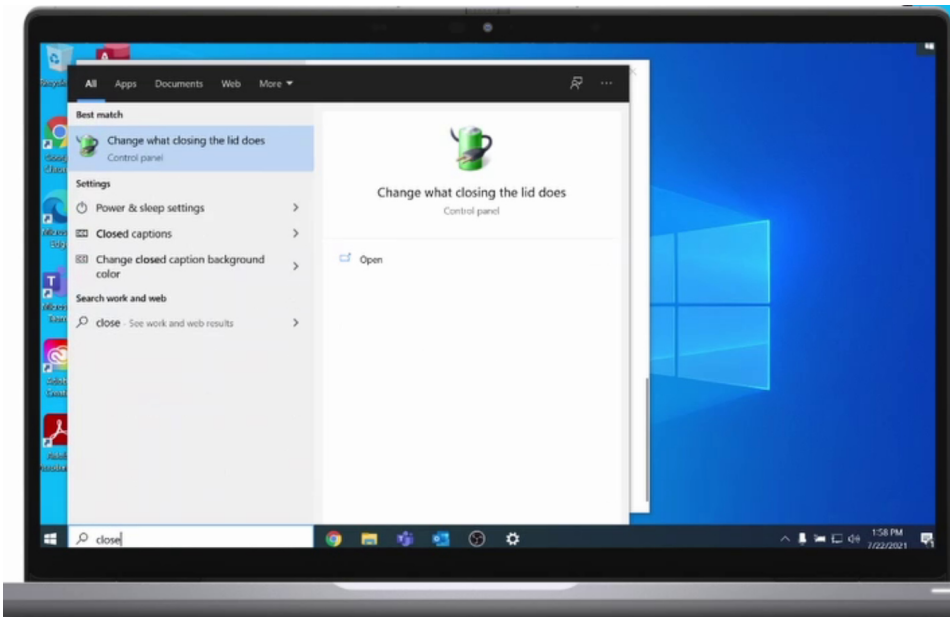 All Apps Documents Web More
Best match
Change what closing the lid does
Control panel
Settings
Power & sleep settings
Closed captions
Change closed caption background
color
Search work and web
close - See work and web results
Change what closing the lid does
Control panel
Open
close
1:58 PM
7/22/2021